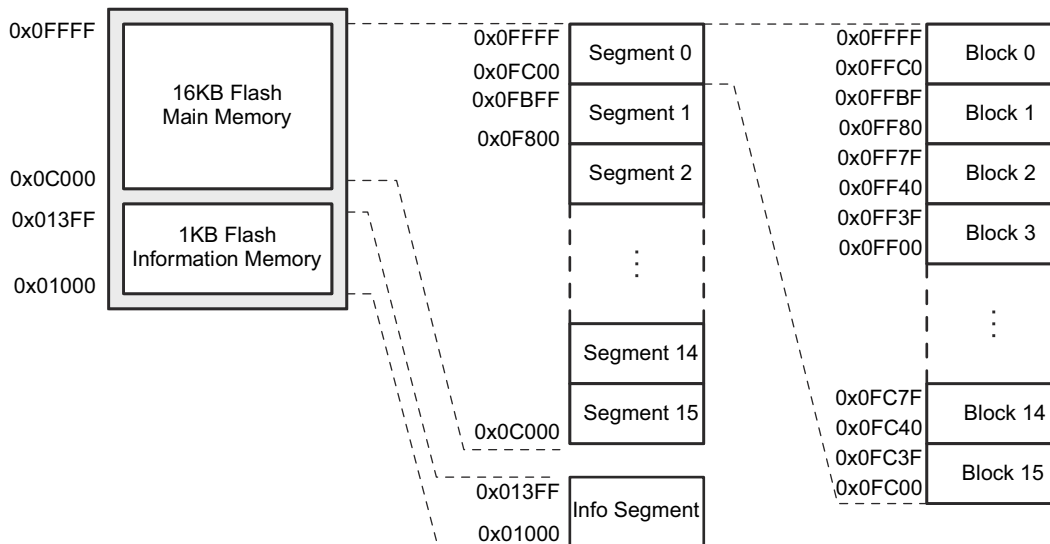 0x0FFFF
16KB Flash
Main Memory
0x0C000
0x013FF
1KB Flash
Information Memory
0x01000
0x0FFFF
Segment 0
0x0FC00
0x0FBFF
Segment 1
0x0F800
Segment 2
⋮
Segment 14
Segment 15
0x0C000
0x013FF
Info Segment
0x01000
0x0FFFF
Block 0
0x0FFC0
0x0FFBF
Block 1
0x0FF80
0x0FF7F
Block 2
0x0FF40
0x0FF3F
Block 3
0x0FF00
⋮
0x0FC7F
Block 14
0x0FC40
0x0FC3F
Block 15
0x0FC00